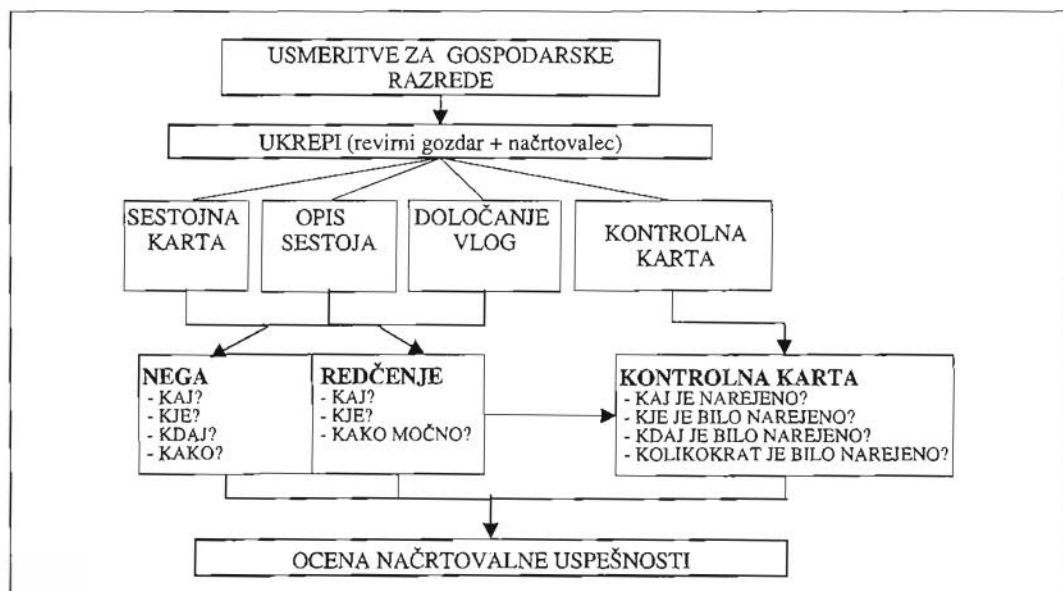 USMERITVE ZA GOSPODARSKE
RAZREDE
UKREPI (revirni gozdar + načrtovalec)
SESTOJNA
KARTA
OPIS
SESTOJA
DOLOČANJE
VLOG
KONTROLNA
KARTA
NEGA
- KAJ?
- KJE?
- KDAJ?
- KAKO?
REDČENJE
- KAJ?
- KJE?
- KAKO MOČNO?
KONTROLNA KARTA
- KAJ JE NAREJENO?
- KJE JE BILO NAREJENO?
- KDAJ JE BILO NAREJENO?
- KOLIKOKRAT JE BILO NAREJENO?
OCENA NAČRTOVALNE USPEŠNOSTI